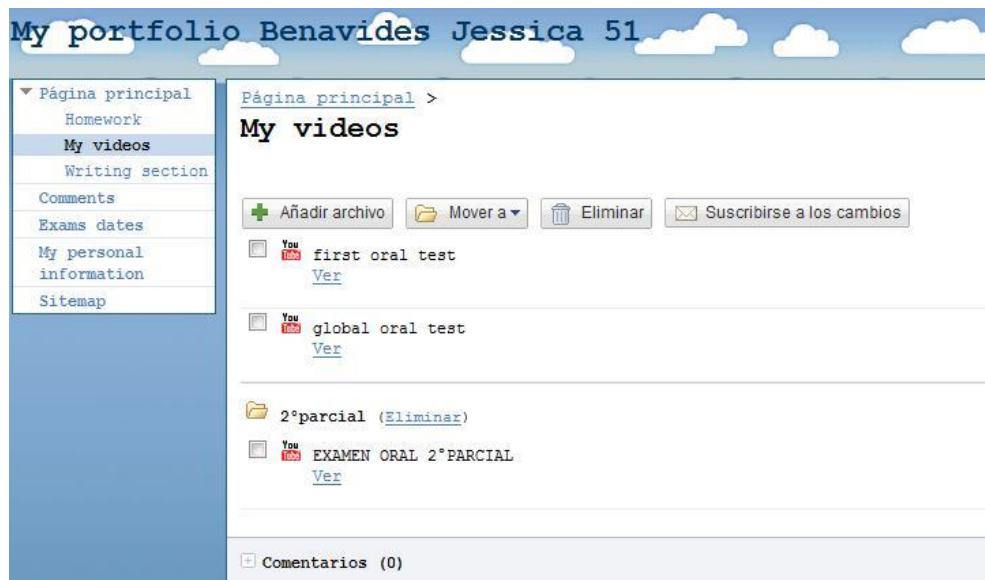 My portfolio Benavides Jessica 51
Página principal
Homework
My videos
Writing section
Comments
Exams dates
My personal
information
Sitemap
Página principal >
My videos
Añadir archivo Mover a Eliminar Suscribirse a los cambios
You Tube first oral test
Ver
You Tube global oral test
Ver
2°parcial (Eliminar)
You Tube EXAMEN ORAL 2°PARCIAL
Ver
Comentarios (0)